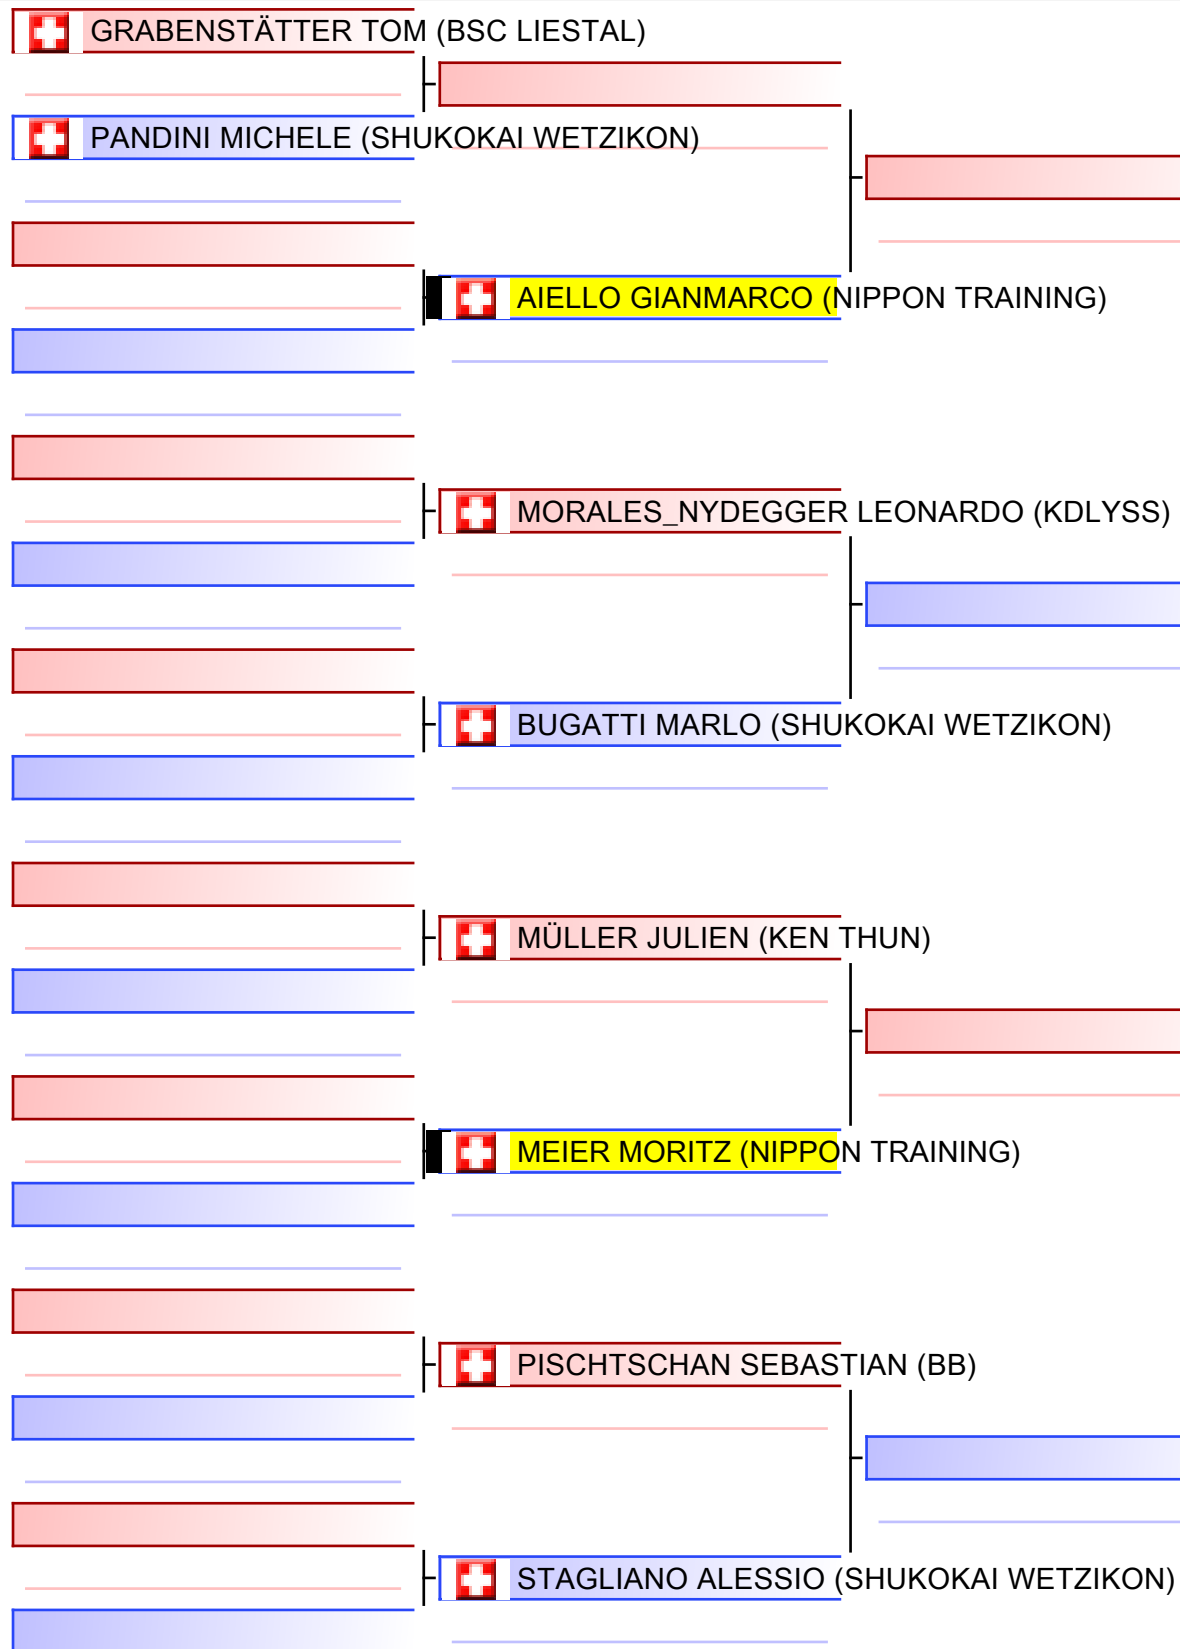 GRABENSTÄTTER TOM (BSC LIESTAL)
PANDINI MICHELE (SHUKOKAI WETZIKON)
AIELLO GIANMARCO (NIPPON TRAINING)
MORALES_NYDEGGER LEONARDO (KDLYSS)
BUGATTI MARLO (SHUKOKAI WETZIKON)
MÜLLER JULIEN (KEN THUN)
MEIER MORITZ (NIPPON TRAINING)
PISCHTSCHAN SEBASTIAN (BB)
STAGLIANO ALESSIO (SHUKOKAI WETZIKON)